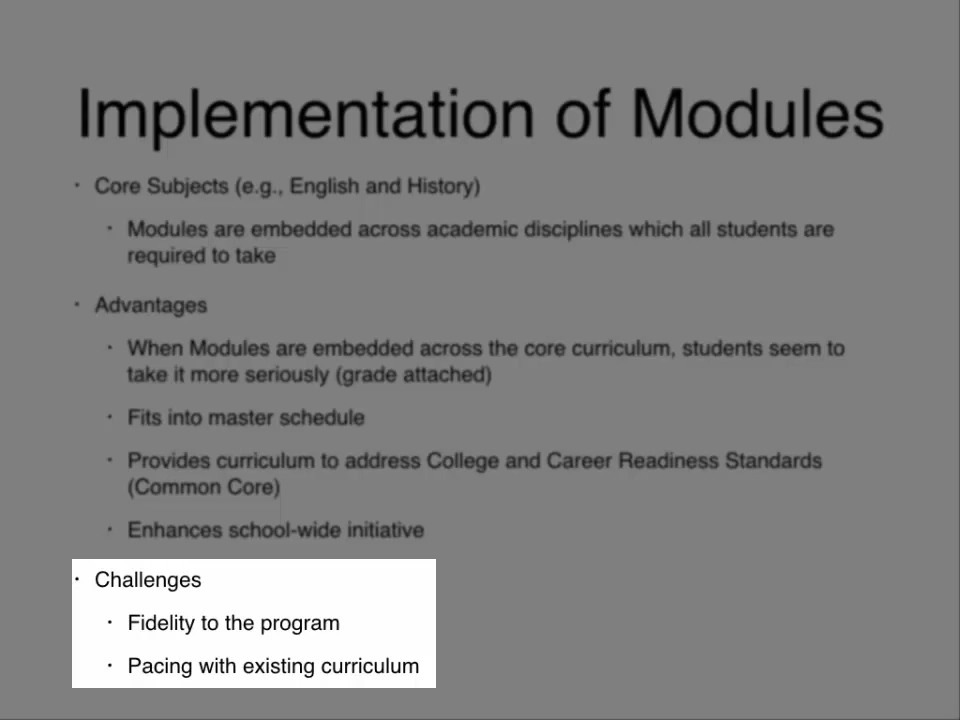 Implementation of Modules
· Core Subjects (e.g., English and History)
· Modules are embedded across academic disciplines which all students are
required to take
· Advantages
· When Modules are embedded across the core curriculum, students seem to
take it more seriously (grade attached)
· Fits into master schedule
· Provides curriculum to address College and Career Readiness Standards
(Common Core)
· Enhances school-wide initiative
· Challenges
· Fidelity to the program
· Pacing with existing curriculum